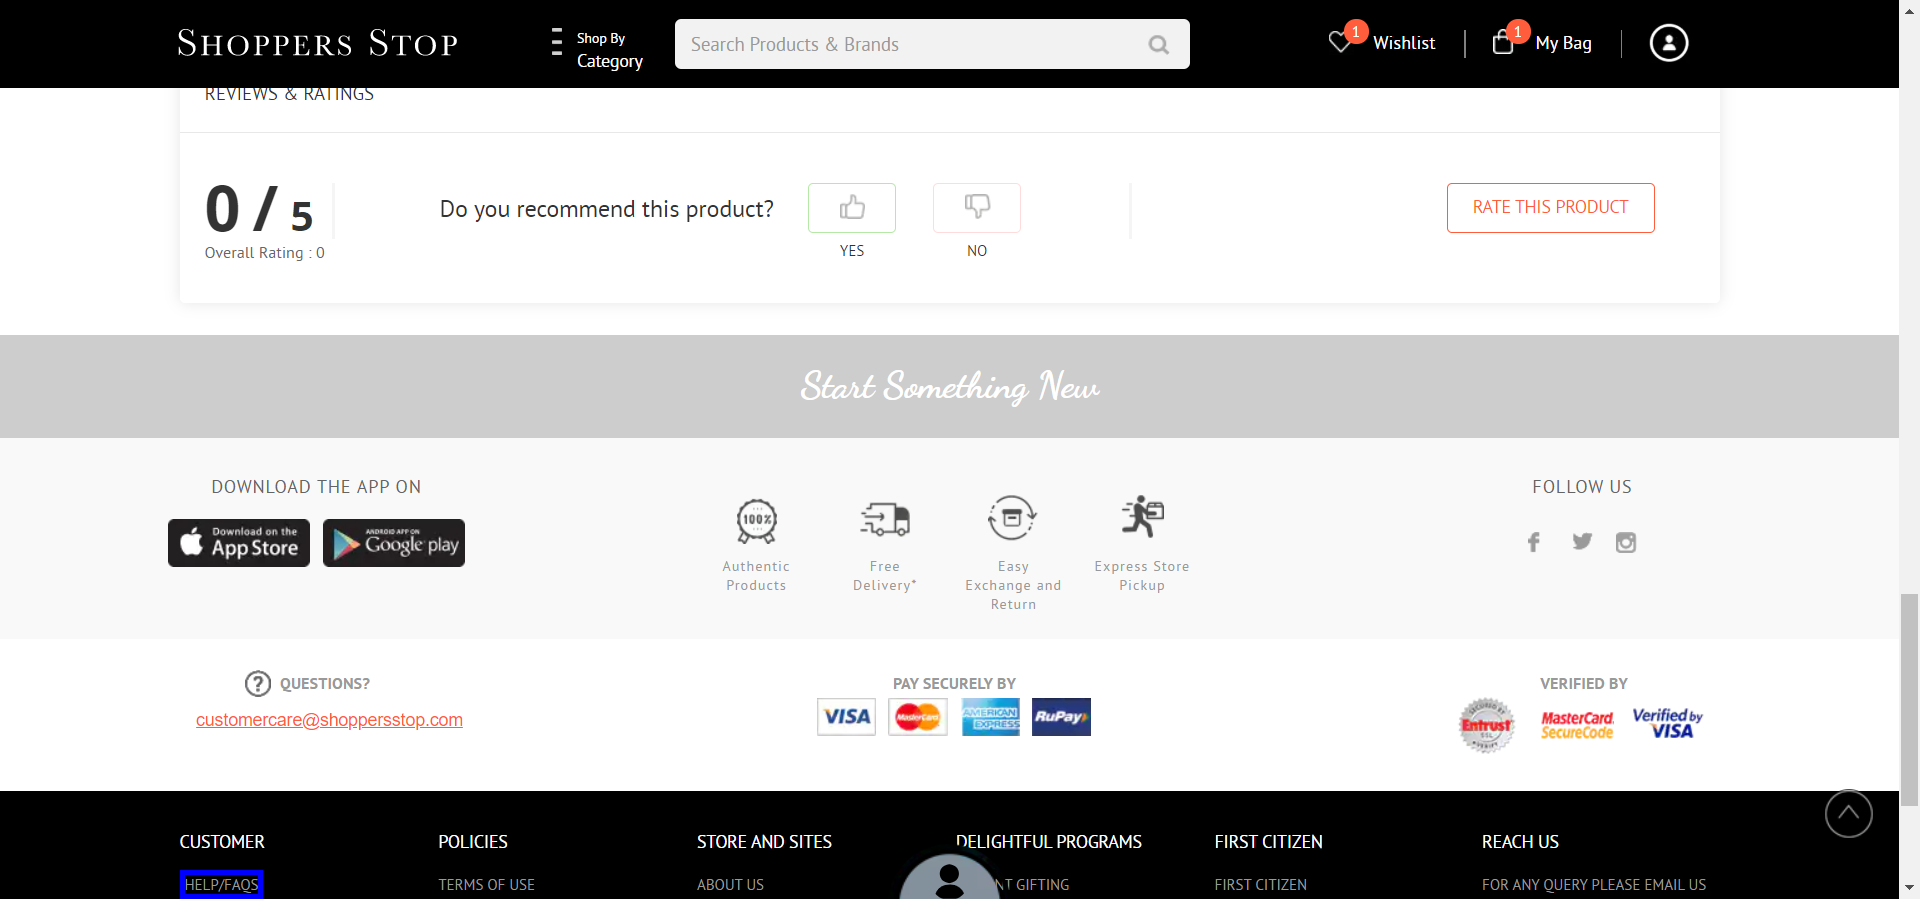 SHOPPERS STOP
Shop By
Category
Search Products & Brands
1
Wishlist
1
My Bag
REVIEWS & RATINGS
0 / 5
Overall Rating : 0
Do you recommend this product?
YES
NO
RATE THIS PRODUCT
Start Something New
DOWNLOAD THE APP ON
Download on the
App Store
ANDROID APP ON
Google play
100%
Authentic
Products
Free
Delivery*
Easy
Exchange and
Return
Express Store
Pickup
FOLLOW US
? QUESTIONS?
customercare@shoppersstop.com
PAY SECURELY BY
VISA
MasterCard
AMERICAN
EXPRESS
RuPay
VERIFIED BY
SECURED BY
Entrust
SSL
MasterCard.
SecureCode
Verified by
VISA
CUSTOMER
HELP/FAQS
POLICIES
TERMS OF USE
STORE AND SITES
ABOUT US
DELIGHTFUL PROGRAMS
NT GIFTING
FIRST CITIZEN
FIRST CITIZEN
REACH US
FOR ANY QUERY PLEASE EMAIL US